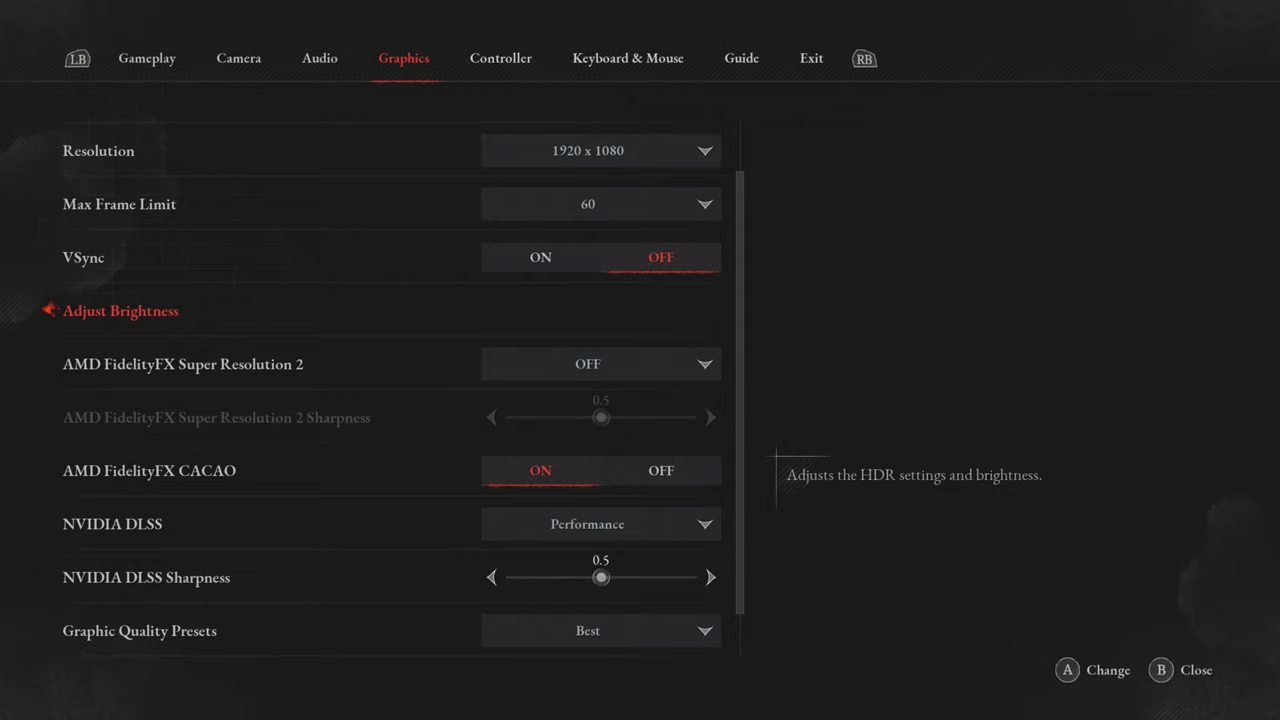 LB Gameplay Camera Audio Graphics Controller Keyboard & Mouse Guide Exit RB
Resolution 1920 x 1080
Max Frame Limit 60
VSync ON OFF
Adjust Brightness
AMD FidelityFX Super Resolution 2 OFF
0.5
AMD FidelityFX Super Resolution 2 Sharpness
AMD FidelityFX CACAO ON OFF
Adjusts the HDR settings and brightness.
NVIDIA DLSS Performance
0.5
NVIDIA DLSS Sharpness
Graphic Quality Presets Best
A Change B Close